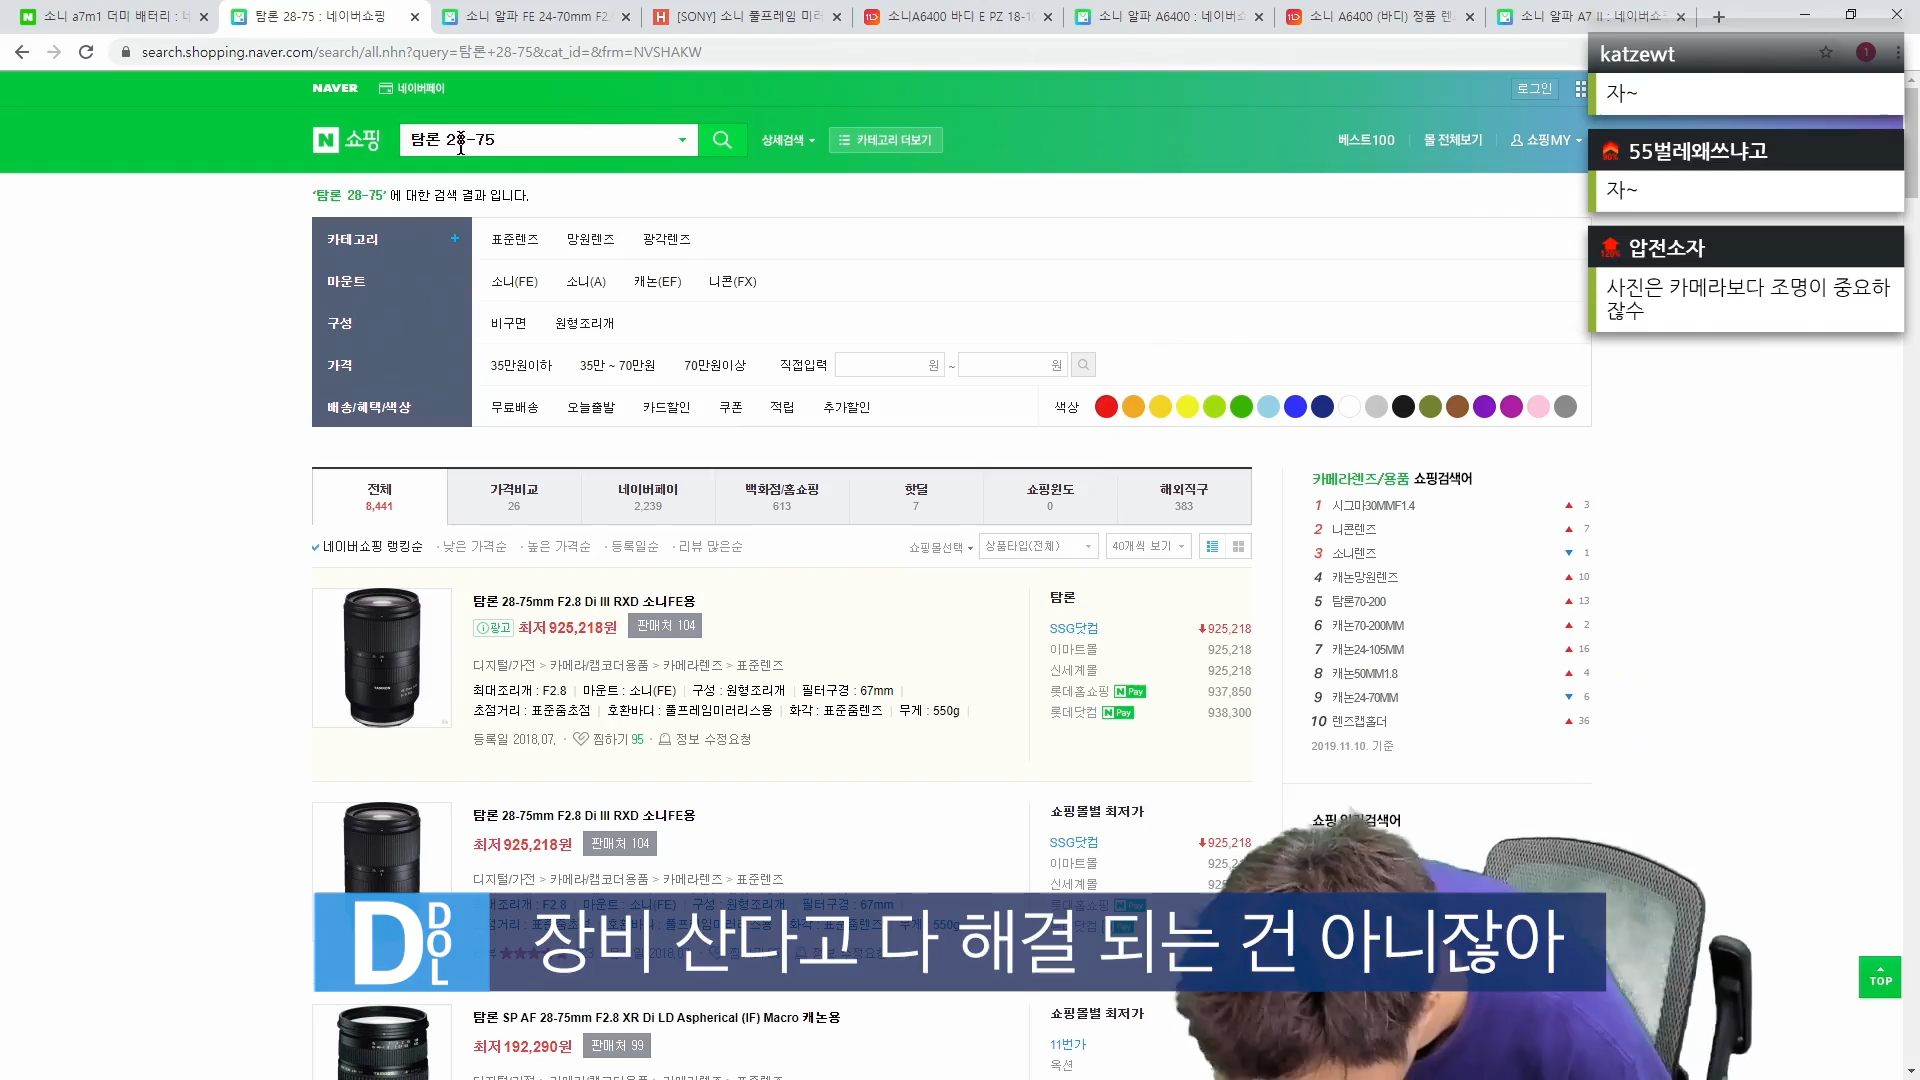 소니 a7m1 더미 배터리 : 네
탐론 28-75 : 네이버쇼핑
소니 알파 FE 24-70mm F2.
[SONY] 소니 풀프레임 미러
소니A6400 바디 E PZ 18-1
소니 알파 A6400 : 네이버쇼
소니 A6400 (바디) 정품 렌
소니 알파 A7 II : 네이버쇼
search.shopping.naver.com/search/all.nhn?query=탐론+28-75&cat_id=&frm=NVSHAKW
katzewt
자~
55벌레왜쓰냐고
자~
120%
압전소자
사진은 카메라보다 조명이 중요하
잖수
NAVER
네이버페이
로그인
N 쇼핑
탐론 28-75
상세검색
카테고리 더보기
베스트100
몰 전체보기
쇼핑MY
'탐론 28-75' 에 대한 검색 결과 입니다.
카테고리 +
표준렌즈 망원렌즈 광각렌즈
마운트
소니(FE) 소니(A) 캐논(EF) 니콘(FX)
구성
비구면 원형조리개
가격
35만원이하 35만 ~ 70만원 70만원이상 직접입력 원 ~ 원
배송/혜택/색상
무료배송 오늘출발 카드할인 쿠폰 적립 추가할인
색상
전체
8,441
가격비교
26
네이버페이
2,239
백화점/홈쇼핑
613
핫딜
7
쇼핑윈도
0
해외직구
383
네이버쇼핑 랭킹순 · 낮은 가격순 · 높은 가격순 · 등록일순 · 리뷰 많은순
쇼핑몰선택
상품타입(전체)
40개씩 보기
탐론 28-75mm F2.8 Di III RXD 소니FE용
광고 최저 925,218원 판매처 104
디지털/가전 > 카메라/캠코더용품 > 카메라렌즈 > 표준렌즈
최대조리개 : F2.8 | 마운트 : 소니(FE) | 구성 : 원형조리개 | 필터구경 : 67mm |
초점거리 : 표준줌초점 | 호환바디 : 풀프레임미러리스용 | 화각 : 표준줌렌즈 | 무게 : 550g |
등록일 2018.07. · 찜하기 95 · 정보 수정요청
탐론
SSG닷컴 925,218
이마트몰 925,218
신세계몰 925,218
롯데홈쇼핑 N Pay 937,850
롯데닷컴 N Pay 938,300
카메라렌즈/용품 쇼핑검색어
1 시그마30MMF1.4 3
2 니콘렌즈 7
3 소니렌즈 1
4 캐논망원렌즈 10
5 탐론70-200 13
6 캐논70-200MM 2
7 캐논24-105MM 16
8 캐논50MM1.8 4
9 캐논24-70MM 6
10 렌즈캡홀더 36
2019.11.10. 기준
탐론 28-75mm F2.8 Di III RXD 소니FE용
최저 925,218원 판매처 104
디지털/가전 > 카메라/캠코더용품 > 카메라렌즈 > 표준렌즈
쇼핑몰별 최저가
SSG닷컴 925,218
이마트몰
신세계몰
DDOL
장비 산다고 다 해결 되는 건 아니잖아
탐론 SP AF 28-75mm F2.8 XR Di LD Aspherical (IF) Macro 캐논용
최저 192,290원 판매처 99
쇼핑몰별 최저가
11번가
옥션
TOP